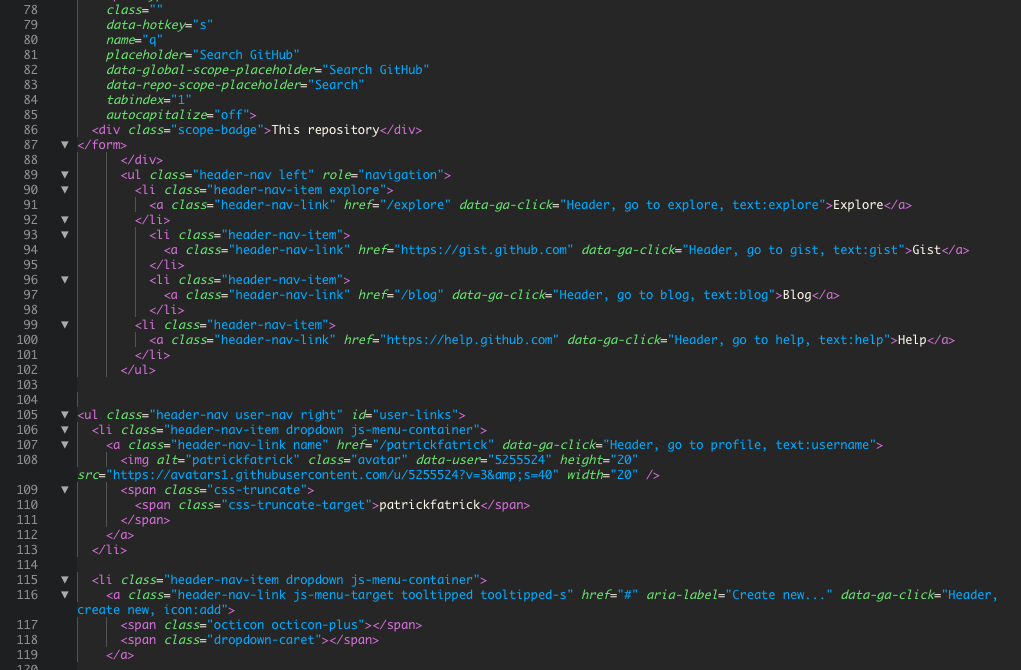 78 class=""
79 data-hotkey="s"
80 name="q"
81 placeholder="Search GitHub"
82 data-global-scope-placeholder="Search GitHub"
83 data-repo-scope-placeholder="Search"
84 tabindex="1"
85 autocapitalize="off">
86 <div class="scope-badge">This repository</div>
87 ▼ </form>
88 </div>
89 ▼ <ul class="header-nav left" role="navigation">
90 ▼ <li class="header-nav-item explore">
91 <a class="header-nav-link" href="/explore" data-ga-click="Header, go to explore, text:explore">Explore</a>
92 ▼ </li>
93 ▼ <li class="header-nav-item">
94 <a class="header-nav-link" href="https://gist.github.com" data-ga-click="Header, go to gist, text:gist">Gist</a>
95 </li>
96 ▼ <li class="header-nav-item">
97 <a class="header-nav-link" href="/blog" data-ga-click="Header, go to blog, text:blog">Blog</a>
98 </li>
99 ▼ <li class="header-nav-item">
100 <a class="header-nav-link" href="https://help.github.com" data-ga-click="Header, go to help, text:help">Help</a>
101 </li>
102 </ul>
103
104
105 ▼ <ul class="header-nav user-nav right" id="user-links">
106 ▼ <li class="header-nav-item dropdown js-menu-container">
107 ▼ <a class="header-nav-link name" href="/patrickfatrick" data-ga-click="Header, go to profile, text:username">
108 <img alt="patrickfatrick" class="avatar" data-user="5255524" height="20"
src="https://avatars1.githubusercontent.com/u/5255524?v=3&amp;s=40" width="20" />
109 ▼ <span class="css-truncate">
110 <span class="css-truncate-target">patrickfatrick</span>
111 </span>
112 </a>
113 </li>
114
115 ▼ <li class="header-nav-item dropdown js-menu-container">
116 ▼ <a class="header-nav-link js-menu-target tooltipped tooltipped-s" href="#" aria-label="Create new..." data-ga-click="Header,
create new, icon:add">
117 <span class="octicon octicon-plus"></span>
118 <span class="dropdown-caret"></span>
119 </a>